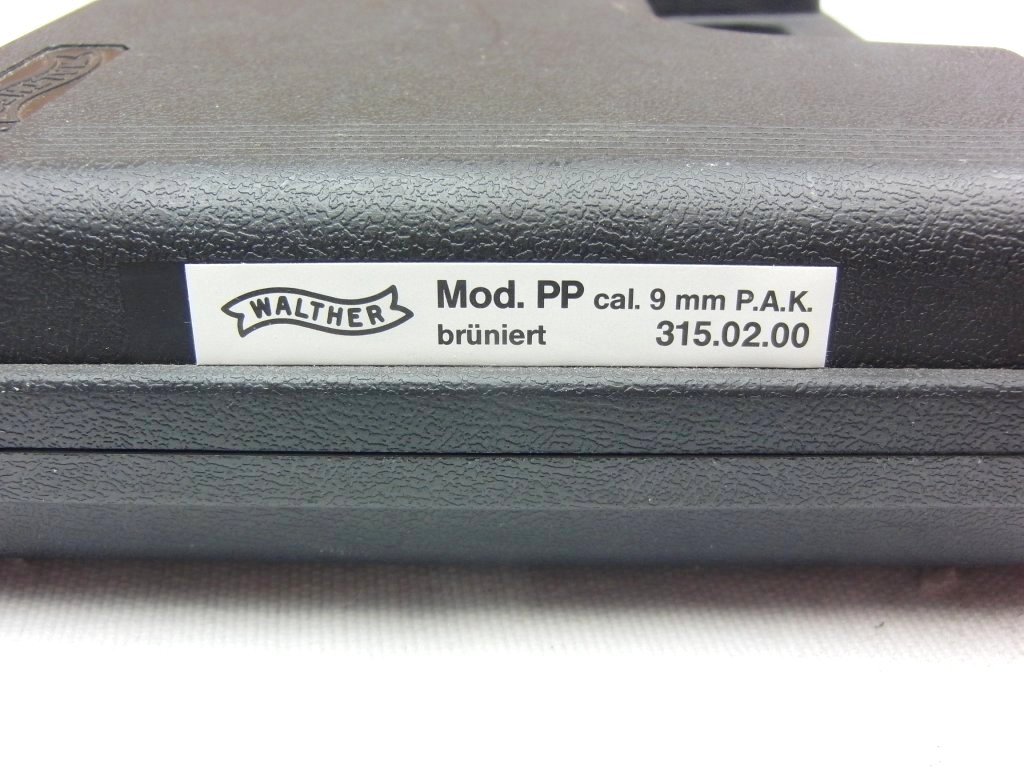 WALTHER
Mod. PP cal. 9 mm P.A.K.
brüniert 315.02.00